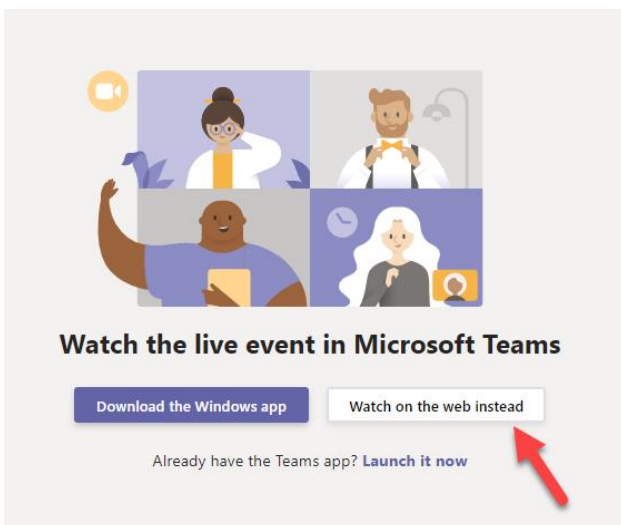 Watch the live event in Microsoft Teams
Download the Windows app
Watch on the web instead
Already have the Teams app? Launch it now